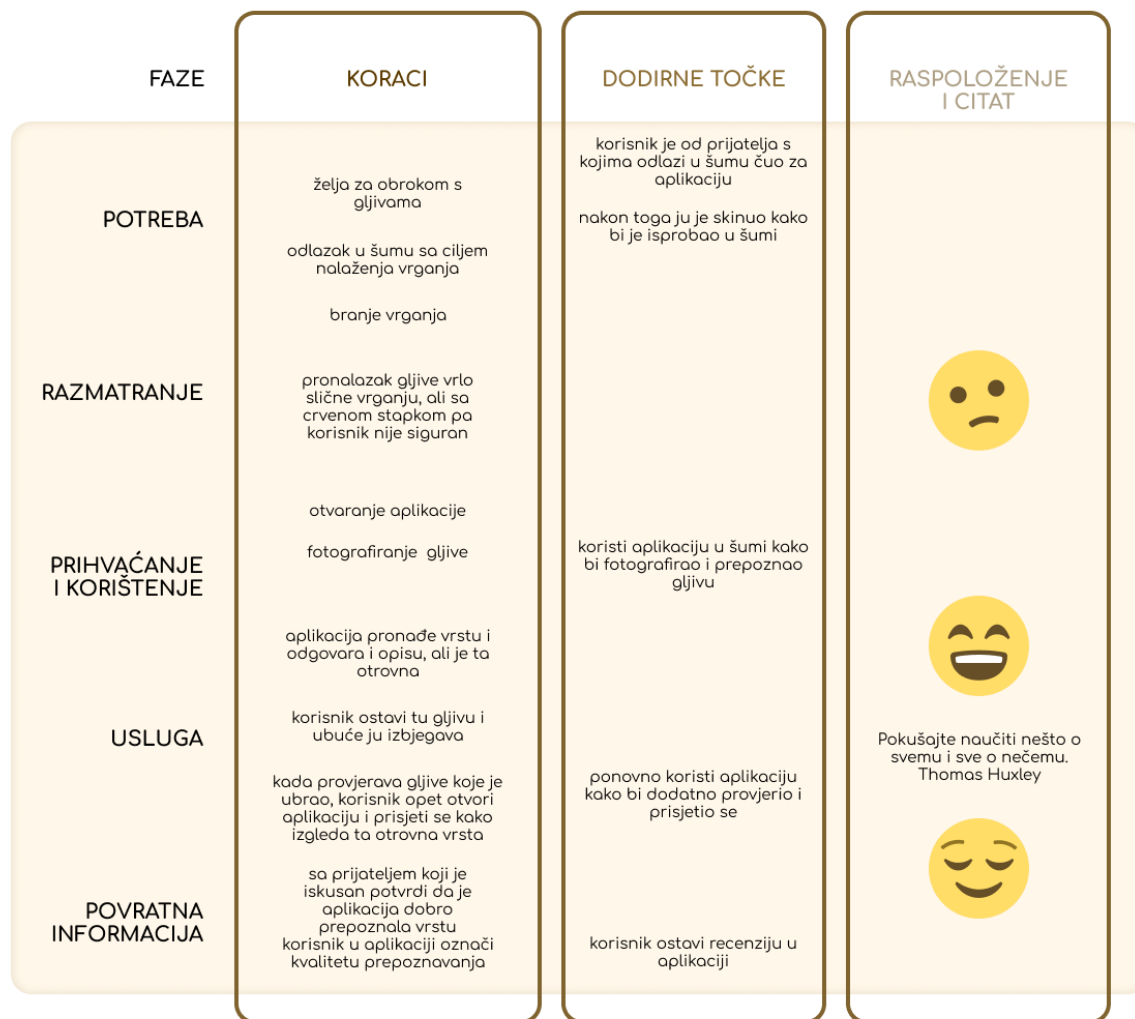 FAZE
KORACI
DODIRNE TOČKE
RASPOLOŽENJE
I CITAT
POTREBA
želja za obrokom s
gljivama
odlazak u šumu sa ciljem
nalaženja vrganja
korisnik je od prijatelja s
kojima odlazi u šumu čuo za
aplikaciju
nakon toga ju je skinuo kako
bi je isprobao u šumi
RAZMATRANJE
branje vrganja
pronalazak gljive vrlo
slične vrganju, ali sa
crvenom stapkom pa
korisnik nije siguran
PRIHVAĆANJE
I KORIŠTENJE
otvaranje aplikacije
fotografiranje gljive
aplikacija pronađe vrstu i
odgovara i opisu, ali je ta
otrovna
koristi aplikaciju u šumi kako
bi fotografirao i prepoznao
gljivu
USLUGA
korisnik ostavi tu gljivu i
ubuće ju izbjegava
kada provjerava gljive koje je
ubrao, korisnik opet otvori
aplikaciju i prisjeti se kako
izgleda ta otrovna vrsta
ponovno koristi aplikaciju
kako bi dodatno provjerio i
prisjetio se
Pokušajte naučiti nešto o
svemu i sve o nečemu.
Thomas Huxley
POVRATNA
INFORMACIJA
sa prijateljem koji je
iskusan potvrdi da je
aplikacija dobro
prepoznala vrstu
korisnik u aplikaciji označi
kvalitetu prepoznavanja
korisnik ostavi recenziju u
aplikaciji